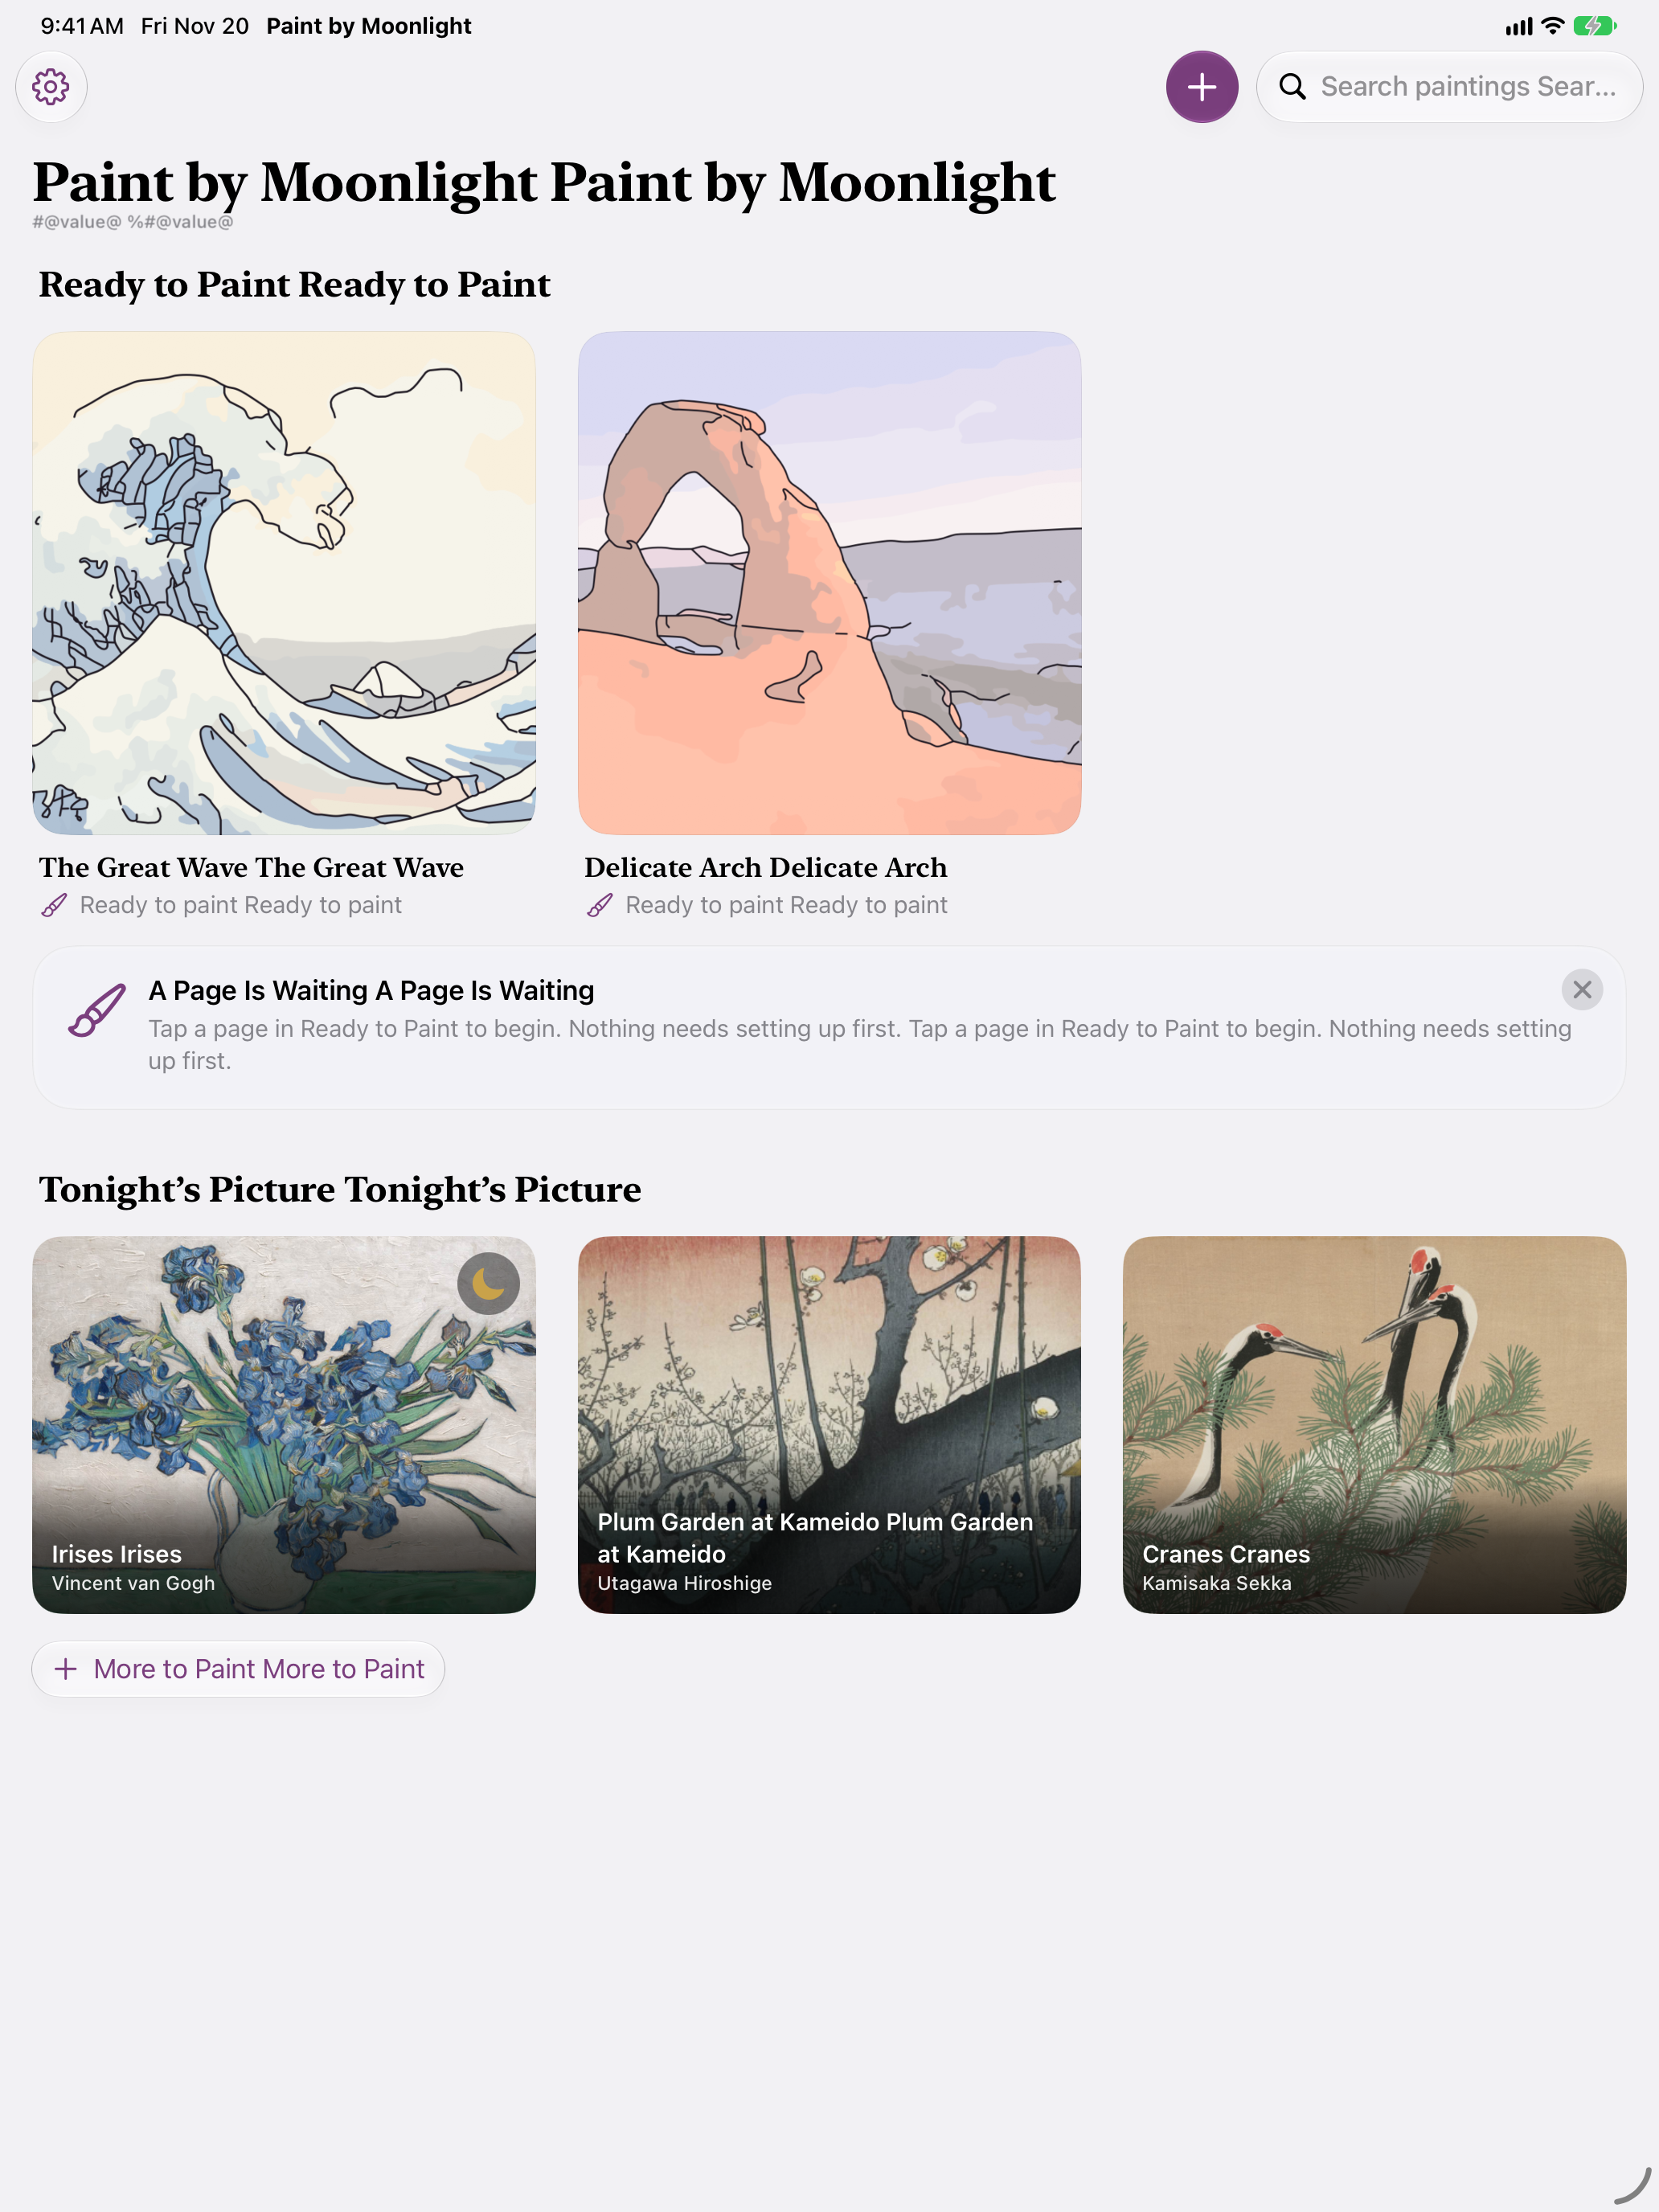 9:41 AM Fri Nov 20 Paint by Moonlight
Search paintings Sear...
Paint by Moonlight Paint by Moonlight
#@value@ %#@value@
Ready to Paint Ready to Paint
The Great Wave The Great Wave
Ready to paint Ready to paint
Delicate Arch Delicate Arch
Ready to paint Ready to paint
A Page Is Waiting A Page Is Waiting
Tap a page in Ready to Paint to begin. Nothing needs setting up first. Tap a page in Ready to Paint to begin. Nothing needs setting
up first.
Tonight’s Picture Tonight’s Picture
Irises Irises
Vincent van Gogh
Plum Garden at Kameido Plum Garden
at Kameido
Utagawa Hiroshige
Cranes Cranes
Kamisaka Sekka
More to Paint More to Paint